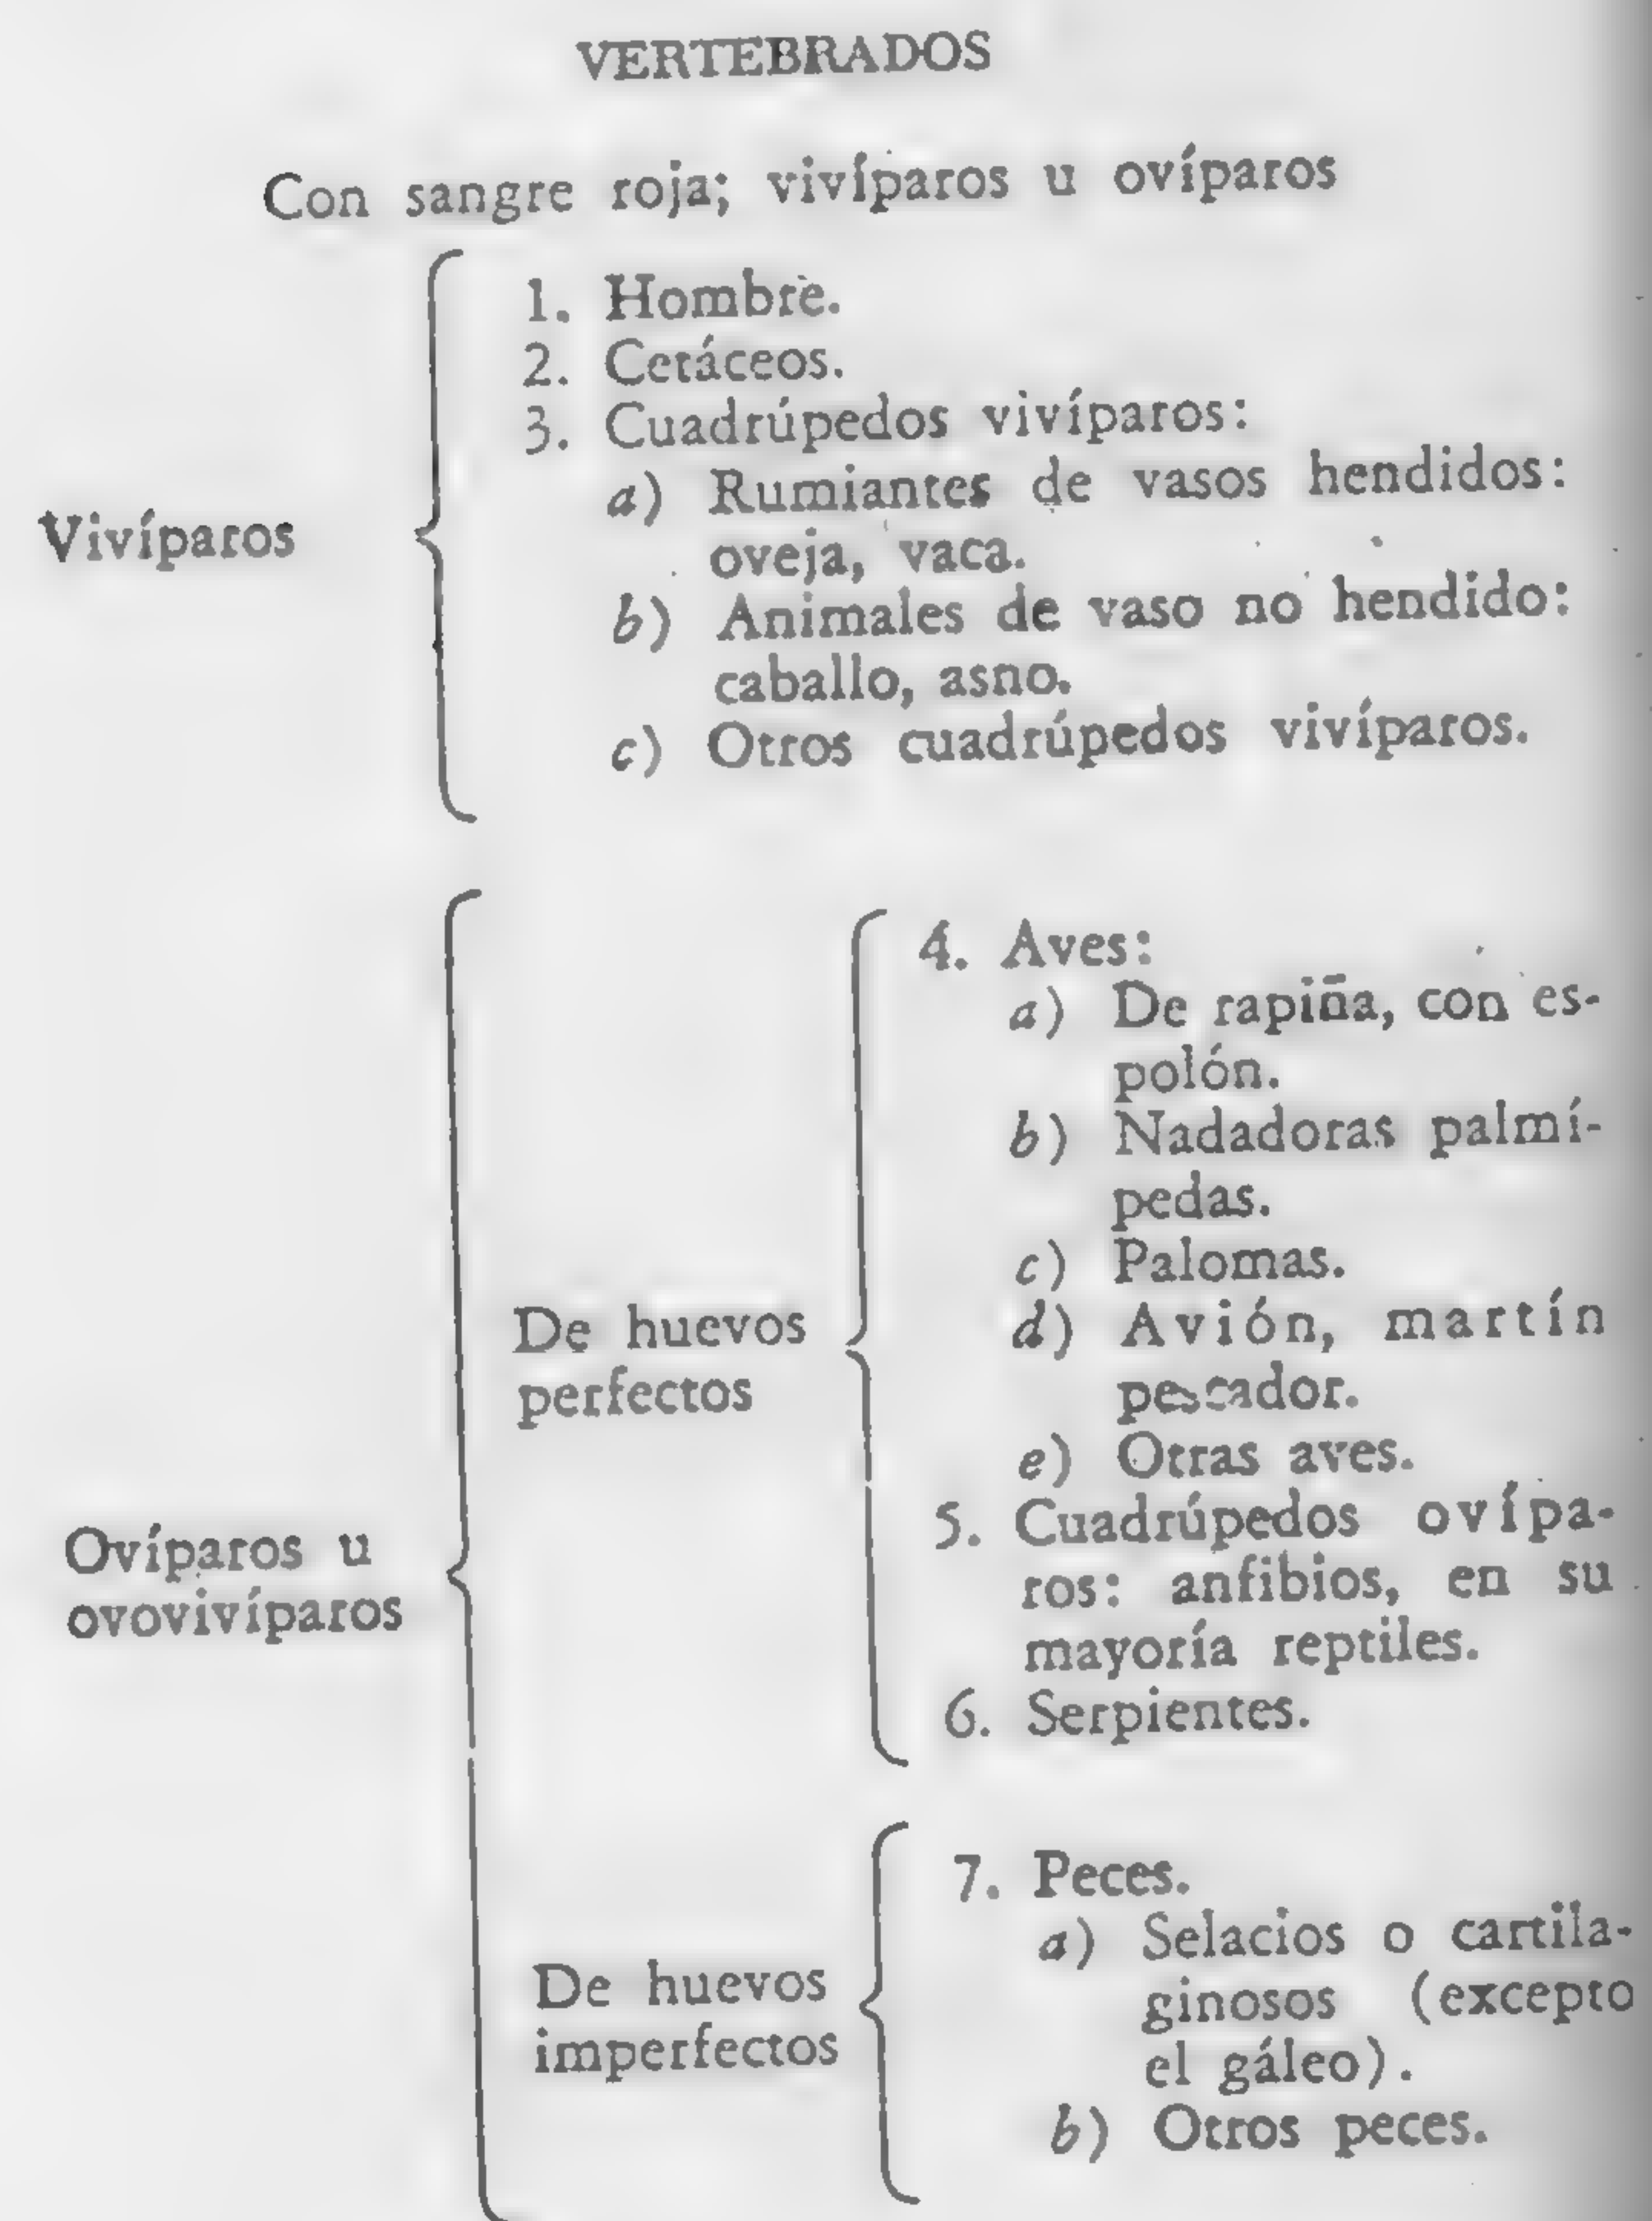 VERTEBRADOS
Con sangre roja; vivíparos u ovíparos
Vivíparos
1. Hombre.
2. Cetáceos.
3. Cuadrúpedos vivíparos:
a) Rumiantes de vasos hendidos:
oveja, vaca.
b) Animales de vaso no hendido:
caballo, asno.
c) Otros cuadrúpedos vivíparos.
Ovíparos u
ovovivíparos
De huevos
perfectos
4. Aves:
a) De rapiña, con es-
polón.
b) Nadadoras palmí-
pedas.
c) Palomas.
d) Avión, martín
pescador.
e) Otras aves.
5. Cuadrúpedos ovípa-
ros: anfibios, en su
mayoría reptiles.
6. Serpientes.
De huevos
imperfectos
7. Peces.
a) Selacios o cartila-
ginosos (excepto
el gáleo).
b) Otros peces.